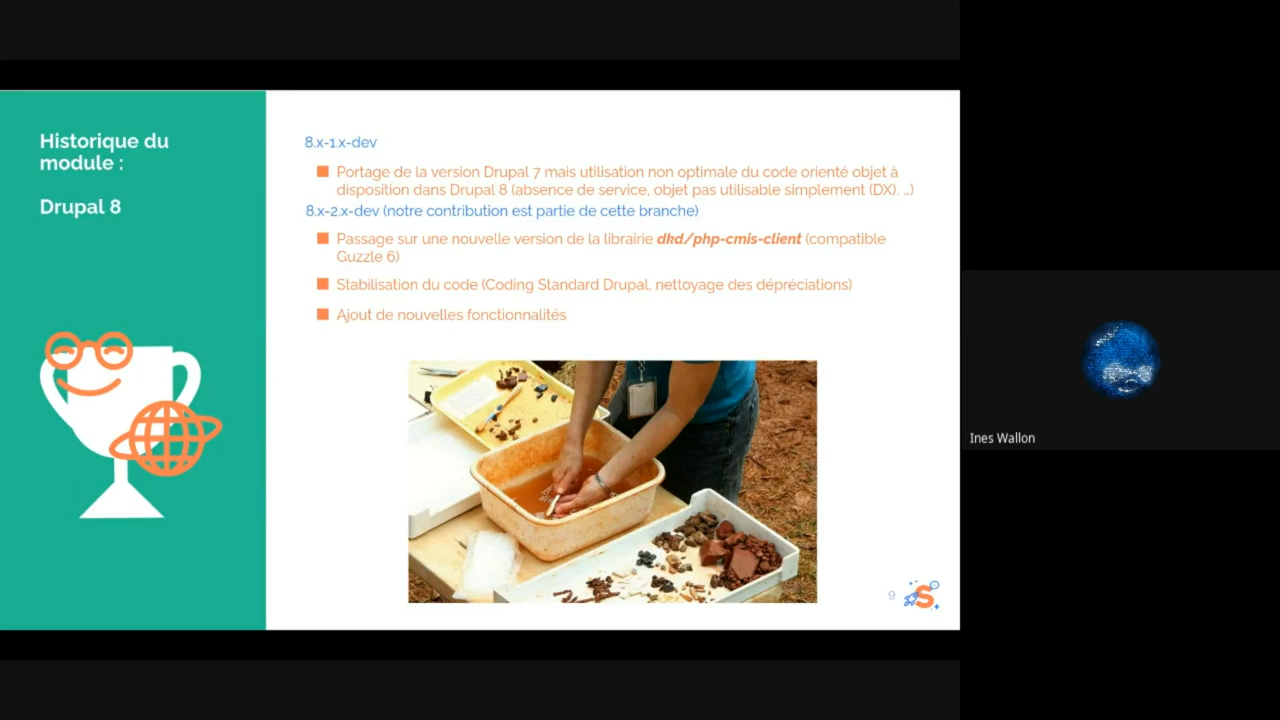 Historique du
module :
Drupal 8
8.x-1.x-dev
Portage de la version Drupal 7 mais utilisation non optimale du code orienté objet à
disposition dans Drupal 8 (absence de service, objet pas utilisable simplement (DX), …)
8.x-2.x-dev (notre contribution est partie de cette branche)
Passage sur une nouvelle version de la librairie dkd/php-cmis-client (compatible
Guzzle 6)
Stabilisation du code (Coding Standard Drupal, nettoyage des dépréciations)
Ajout de nouvelles fonctionnalités
9
S
Ines Wallon